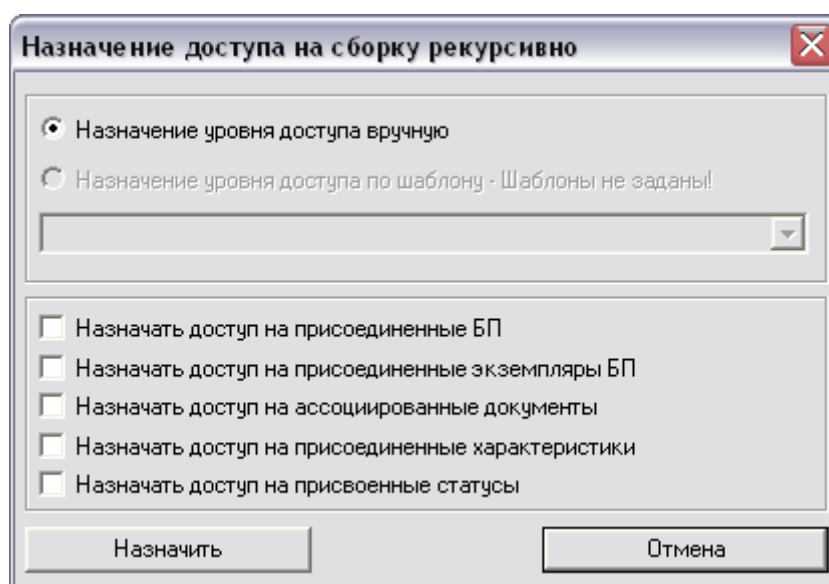 Назначение доступа на сборку рекурсивно
Назначение уровня доступа вручную
Назначение уровня доступа по шаблону - Шаблоны не заданы!
Назначать доступ на присоединенные БП
Назначать доступ на присоединенные экземпляры БП
Назначать доступ на ассоциированные документы
Назначать доступ на присоединенные характеристики
Назначать доступ на присвоенные статусы
Назначить Отмена